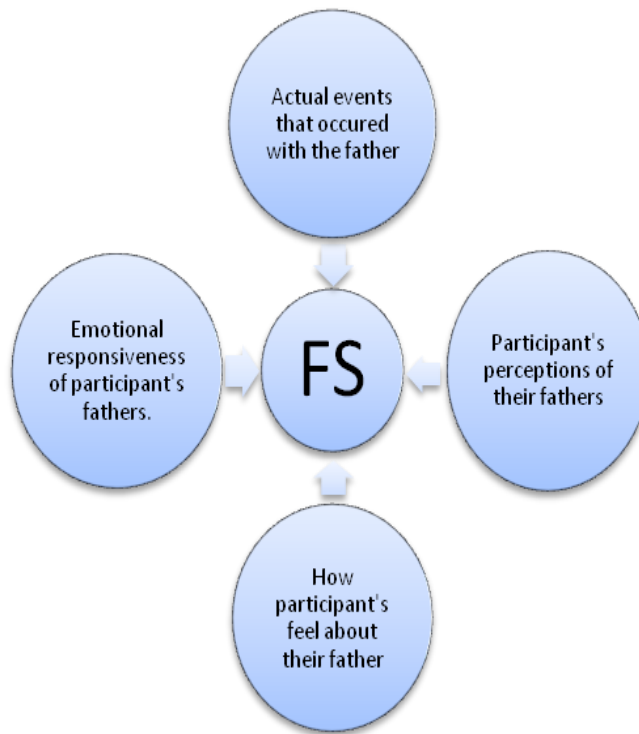 Actual events
that occured
with the father
Emotional
responsiveness
of participant's
fathers.
FS
Participant's
perceptions of
their fathers
How
participant's
feel about
their father